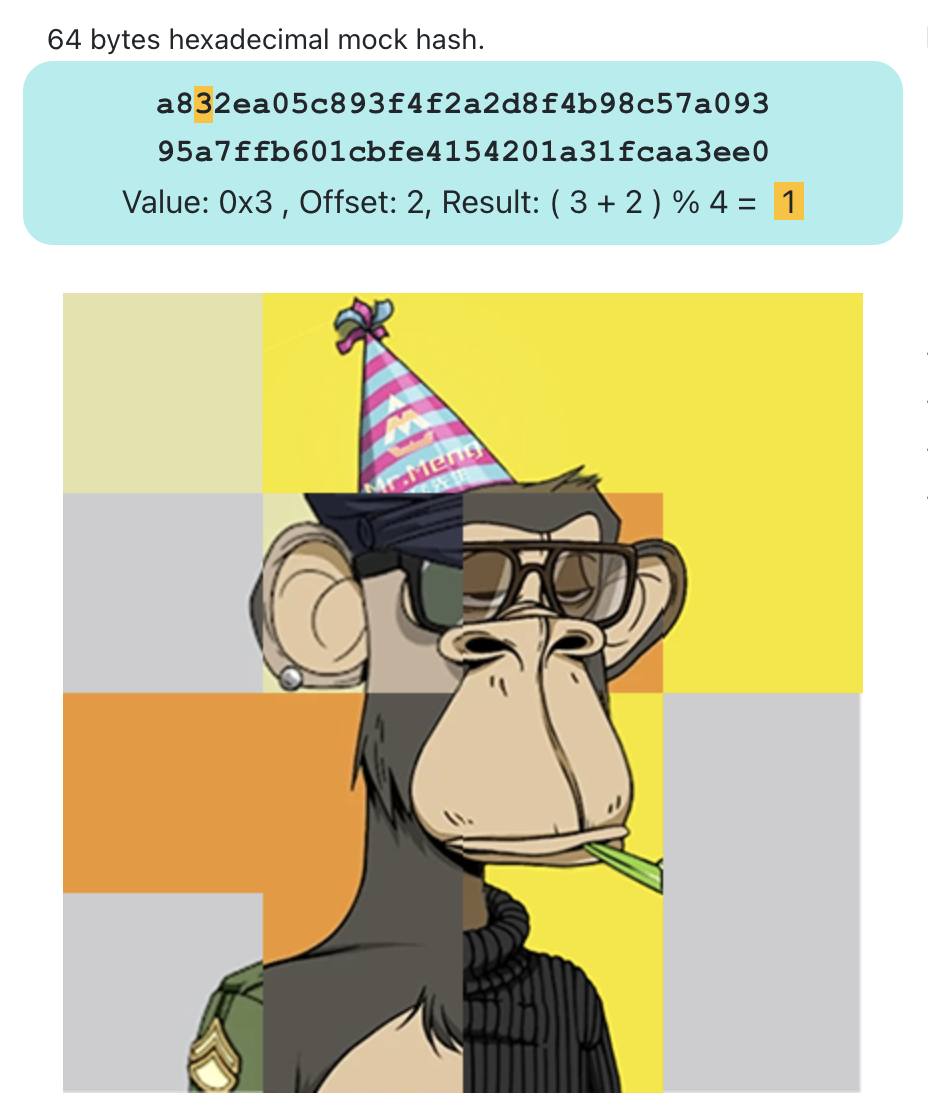 64 bytes hexadecimal mock hash.
a832ea05c893f4f2a2d8f4b98c57a093
95a7ffb601cbfe4154201a31fcaa3ee0
Value: 0x3 , Offset: 2, Result: ( 3 + 2 ) % 4 = 1
Mr.Meng